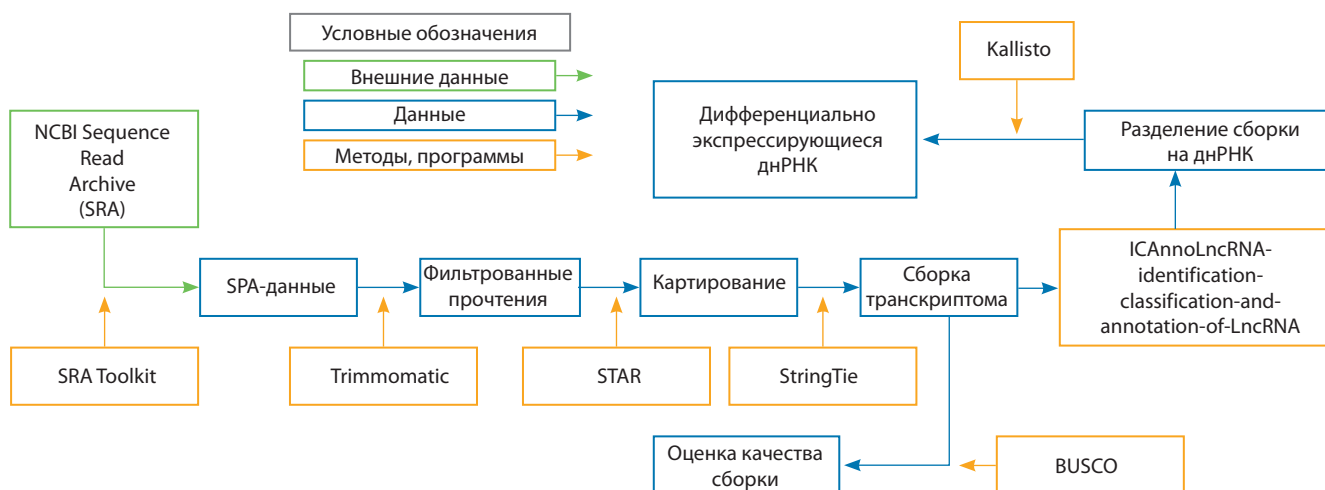 Условные обозначения
Внешние данные
Данные
Методы, программы
Kallisto
NCBI Sequence
Read
Archive
(SRA)
Дифференциально
экспрессирующиеся
днРНК
Разделение сборки
на днРНК
SPA-данные
Фильтрованные
прочтения
Картирование
Сборка
транскриптома
ICAnnoLncRNA-
identification-
classification-and-
annotation-of-LncRNA
SRA Toolkit
Trimmomatic
STAR
StringTie
Оценка качества
сборки
BUSCO